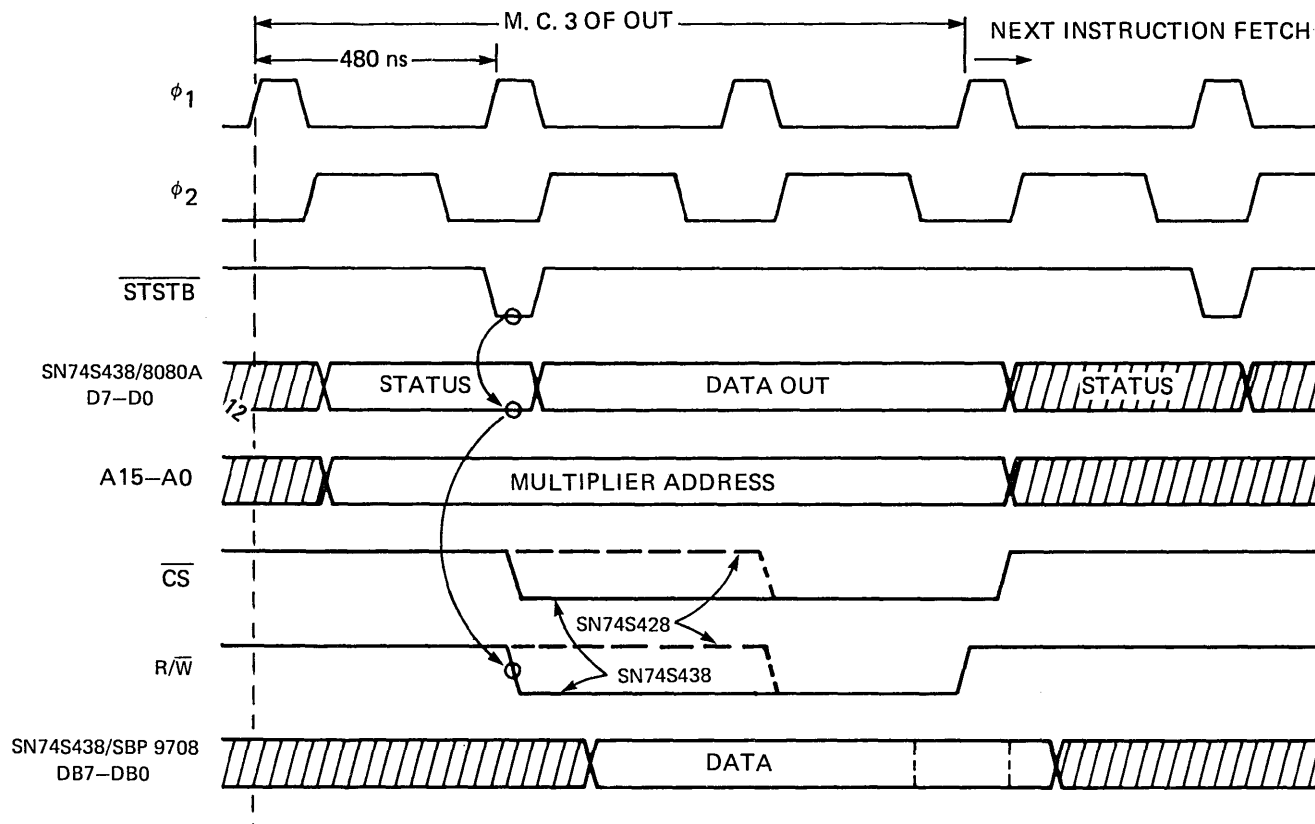 M. C. 3 OF OUT
NEXT INSTRUCTION FETCH
480 ns
ϕ1
ϕ2
STSTB
SN74S438/8080A
D7–D0
STATUS
DATA OUT
STATUS
12
A15–A0
MULTIPLIER ADDRESS
CS
SN74S428
R/W
SN74S438
SN74S438/SBP 9708
DB7–DB0
DATA